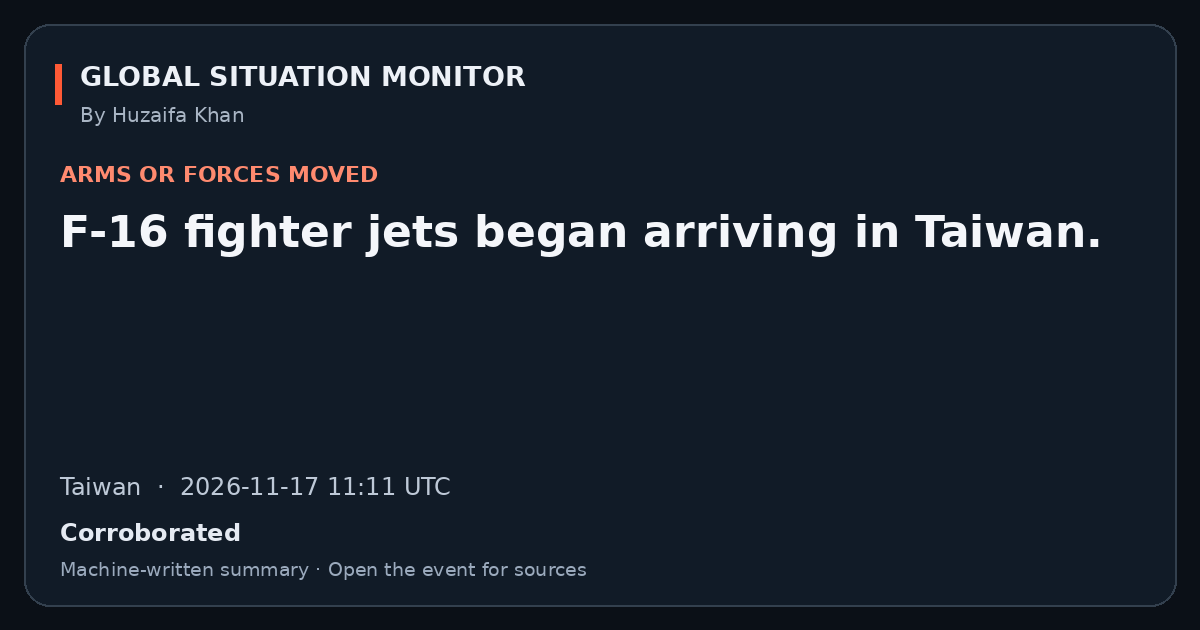 GLOBAL SITUATION MONITOR
By Huzaifa Khan
ARMS OR FORCES MOVED
F-16 fighter jets began arriving in Taiwan.
Taiwan · 2026-11-17 11:11 UTC
Corroborated
Machine-written summary · Open the event for sources